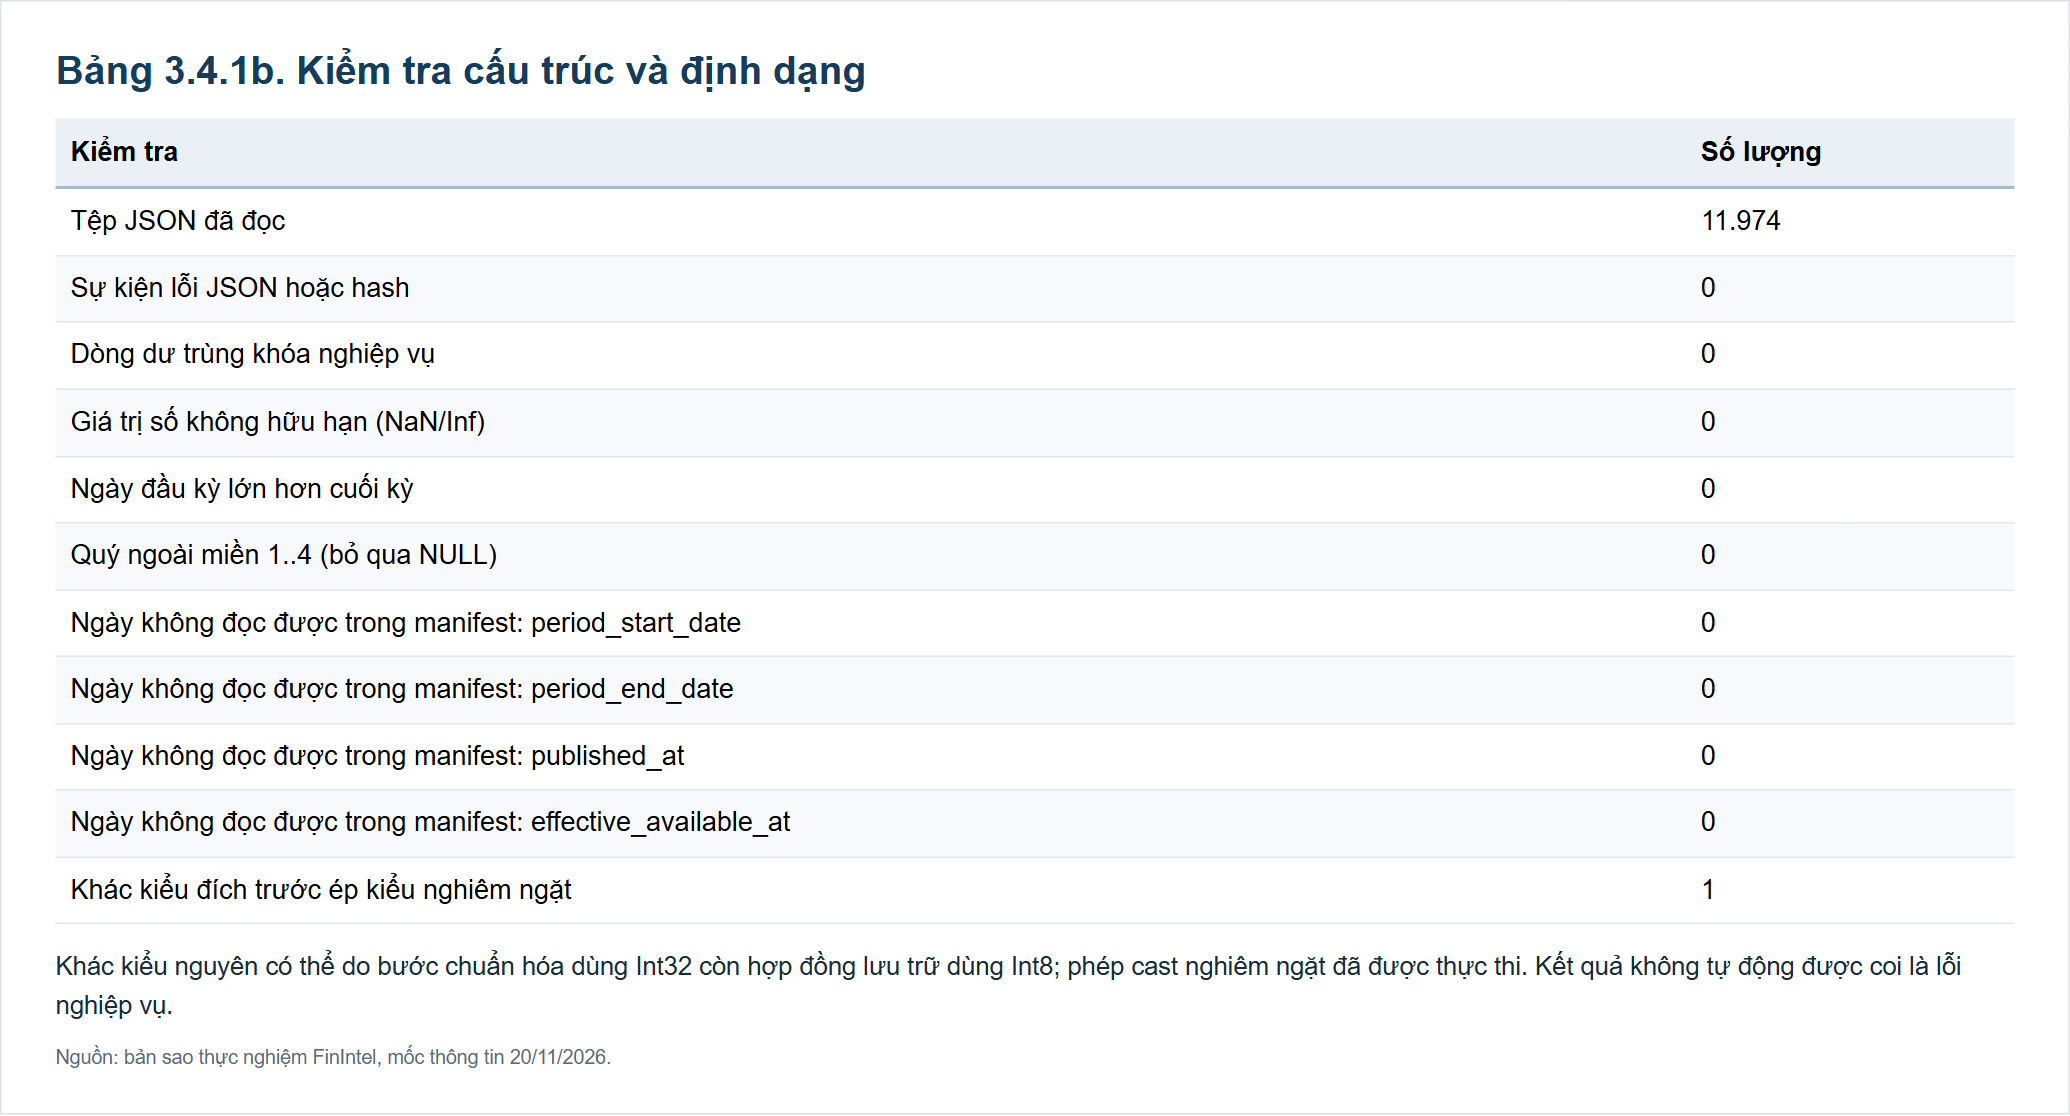 Bảng 3.4.1b. Kiểm tra cấu trúc và định dạng
Kiểm tra Số lượng
Tệp JSON đã đọc 11.974
Sự kiện lỗi JSON hoặc hash 0
Dòng dư trùng khóa nghiệp vụ 0
Giá trị số không hữu hạn (NaN/Inf) 0
Ngày đầu kỳ lớn hơn cuối kỳ 0
Quý ngoài miền 1..4 (bỏ qua NULL) 0
Ngày không đọc được trong manifest: period_start_date 0
Ngày không đọc được trong manifest: period_end_date 0
Ngày không đọc được trong manifest: published_at 0
Ngày không đọc được trong manifest: effective_available_at 0
Khác kiểu đích trước ép kiểu nghiêm ngặt 1
Khác kiểu nguyên có thể do bước chuẩn hóa dùng Int32 còn hợp đồng lưu trữ dùng Int8; phép cast nghiêm ngặt đã được thực thi. Kết quả không tự động được coi là lỗi
nghiệp vụ.
Nguồn: bản sao thực nghiệm FinIntel, mốc thông tin 20/11/2026.